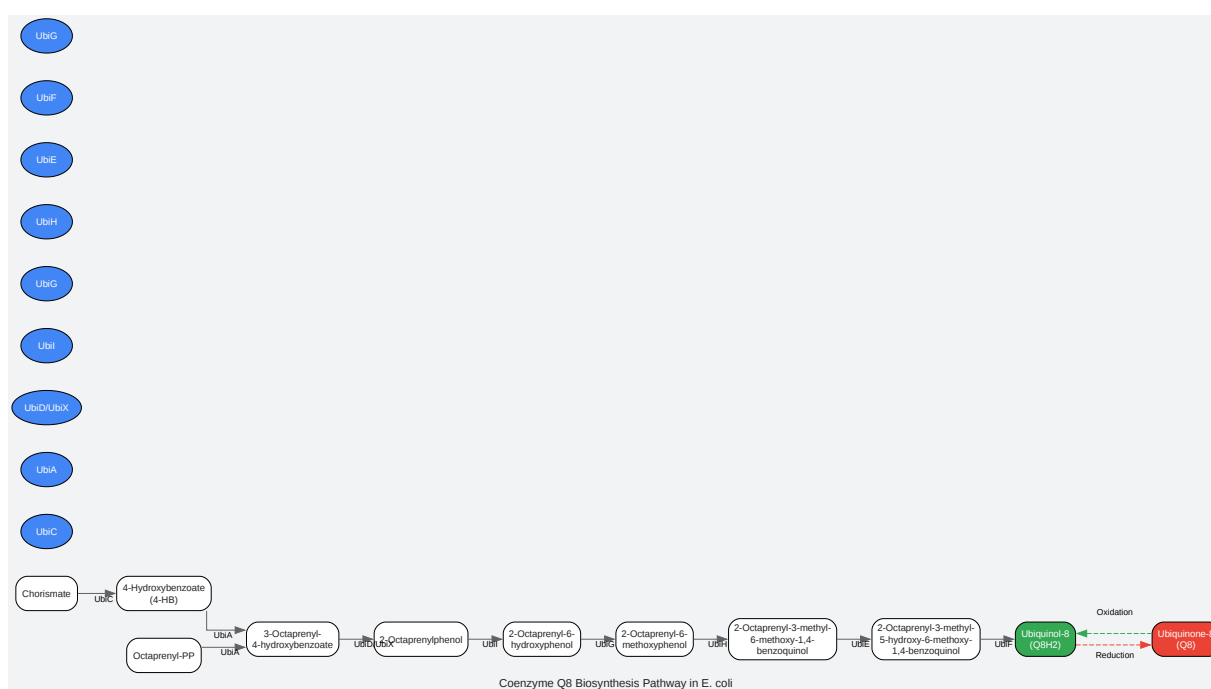 UbiG
UbiF
UbiE
UbiH
UbiG
UbiI
UbiD/UbiX
UbiA
UbiC
Chorismate
UbiC
4-Hydroxybenzoate
(4-HB)
UbiA
Octaprenyl-PP
UbiA
3-Octaprenyl-
4-hydroxybenzoate
UbiD/UbiX
2-Octaprenylphenol
UbiI
2-Octaprenyl-6-
hydroxyphenol
UbiG
2-Octaprenyl-6-
methoxyphenol
UbiH
2-Octaprenyl-3-methyl-
6-methoxy-1,4-
benzoquinol
UbiE
2-Octaprenyl-3-methyl-
5-hydroxy-6-methoxy-
1,4-benzoquinol
UbiF
Ubiquinol-8
(Q8H2)
Oxidation
Reduction
Ubiquinone-8
(Q8)
Coenzyme Q8 Biosynthesis Pathway in E. coli